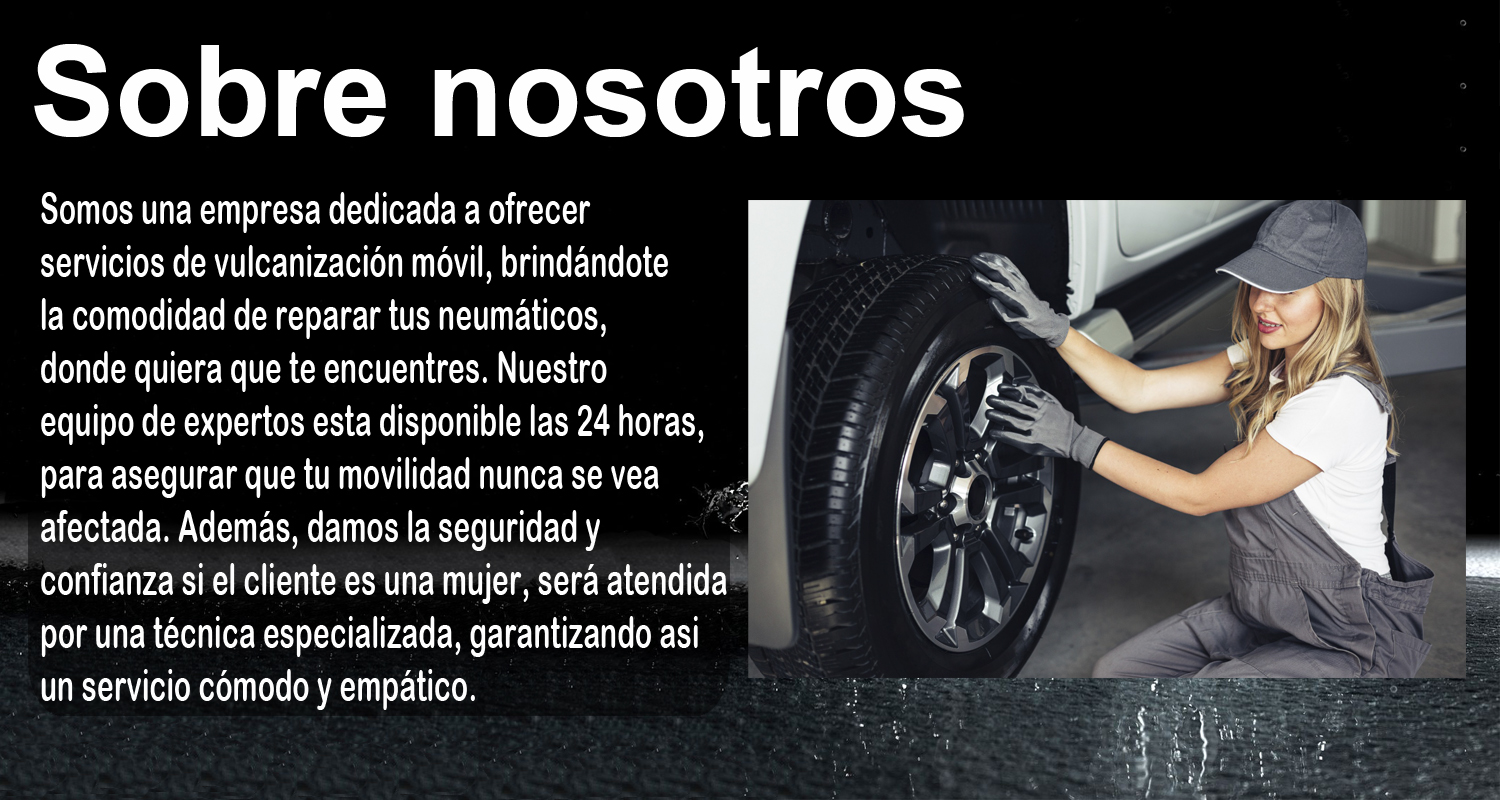 Sobre nosotros
Somos una empresa dedicada a ofrecer
servicios de vulcanización móvil, brindándote
la comodidad de reparar tus neumáticos,
donde quiera que te encuentres. Nuestro
equipo de expertos esta disponible las 24 horas,
para asegurar que tu movilidad nunca se vea
afectada. Además, damos la seguridad y
confianza si el cliente es una mujer, será atendida
por una técnica especializada, garantizando asi
un servicio cómodo y empático.